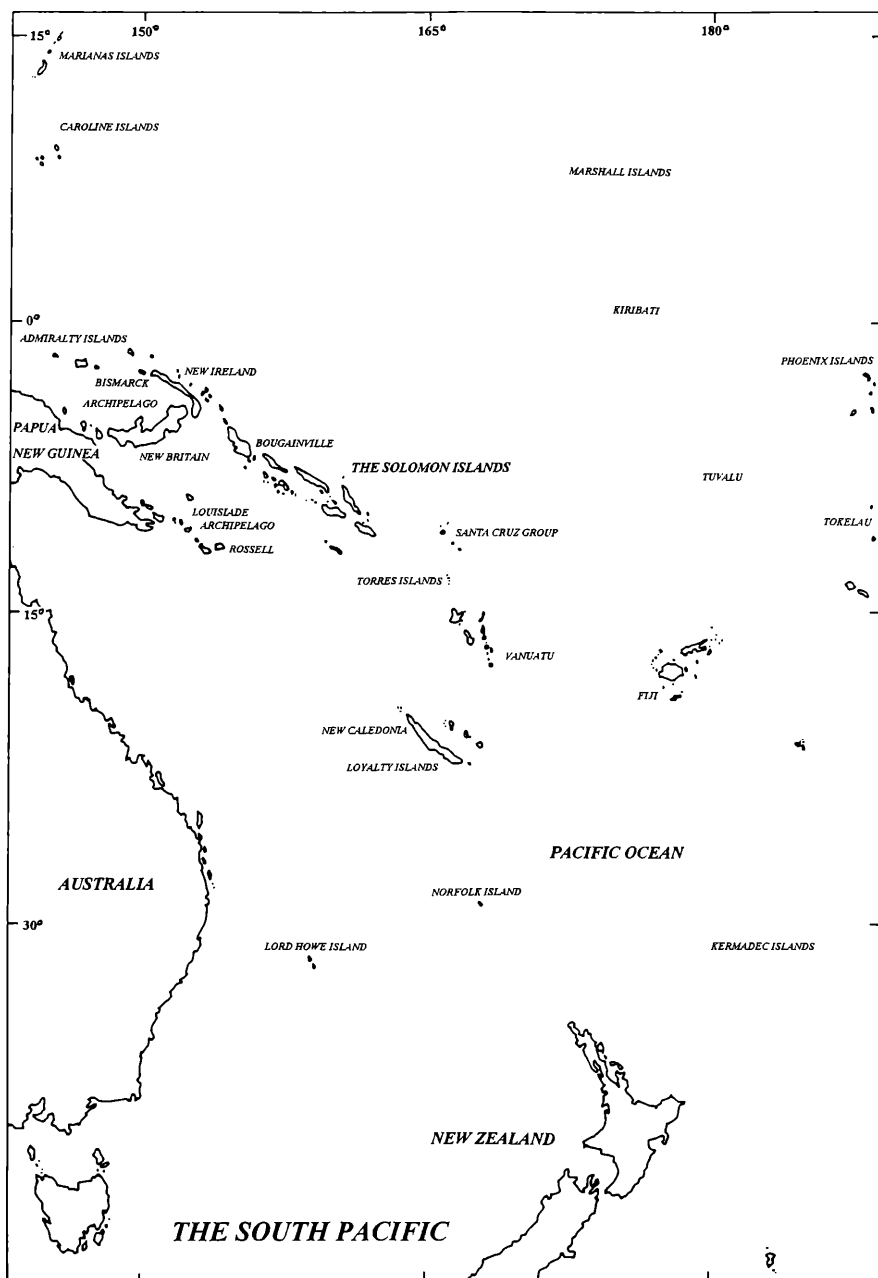 150°
165°
180°
15°
MARIANAS ISLANDS
CAROLINE ISLANDS
MARSHALL ISLANDS
KIRIBATI
0°
ADMIRALTY ISLANDS
PHOENIX ISLANDS
NEW IRELAND
BISMARCK
ARCHIPELAGO
PAPUA
NEW GUINEA
NEW BRITAIN
BOUGAINVILLE
THE SOLOMON ISLANDS
TUVALU
LOUISIADE
ARCHIPELAGO
TOKELAU
SANTA CRUZ GROUP
ROSSELL
TORRES ISLANDS
15°
VANUATU
FIJI
NEW CALEDONIA
LOYALTY ISLANDS
PACIFIC OCEAN
AUSTRALIA
NORFOLK ISLAND
30°
LORD HOWE ISLAND
KERMADEC ISLANDS
NEW ZEALAND
THE SOUTH PACIFIC